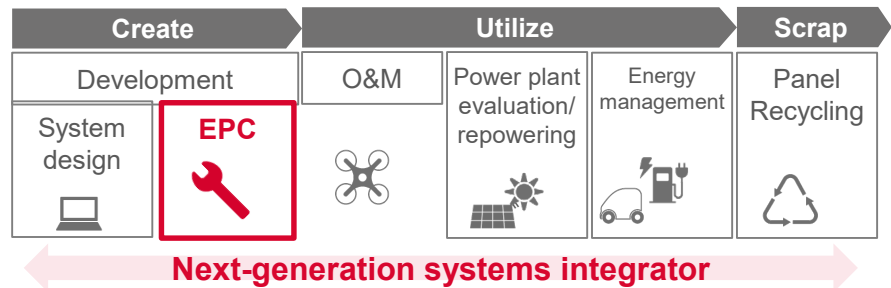 Create
Utilize
Scrap
Development
System
design
EPC
O&M
Power plant
evaluation/
repowering
Energy
management
Panel
Recycling
Next-generation systems integrator